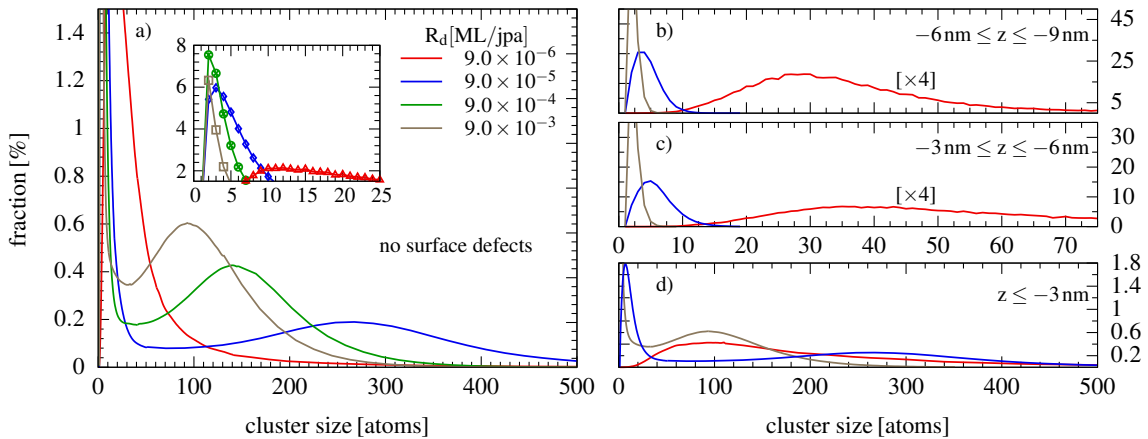 a)
R_d [ML/jpa]
9.0 × 10^−6
9.0 × 10^−5
9.0 × 10^−4
9.0 × 10^−3
no surface defects
fraction [%]
1.4
1.2
1
0.8
0.6
0.4
0.2
0
0 100 200 300 400 500
cluster size [atoms]
8
6
4
2
0 5 10 15 20 25
b)
−6 nm ≤ z ≤ −9 nm
[×4]
45
25
15
5
c)
−3 nm ≤ z ≤ −6 nm
[×4]
30
20
10
0
0 10 20 30 40 50 60 70
d)
z ≤ −3 nm
1.8
1.4
1.0
0.6
0.2
0 100 200 300 400 500
cluster size [atoms]